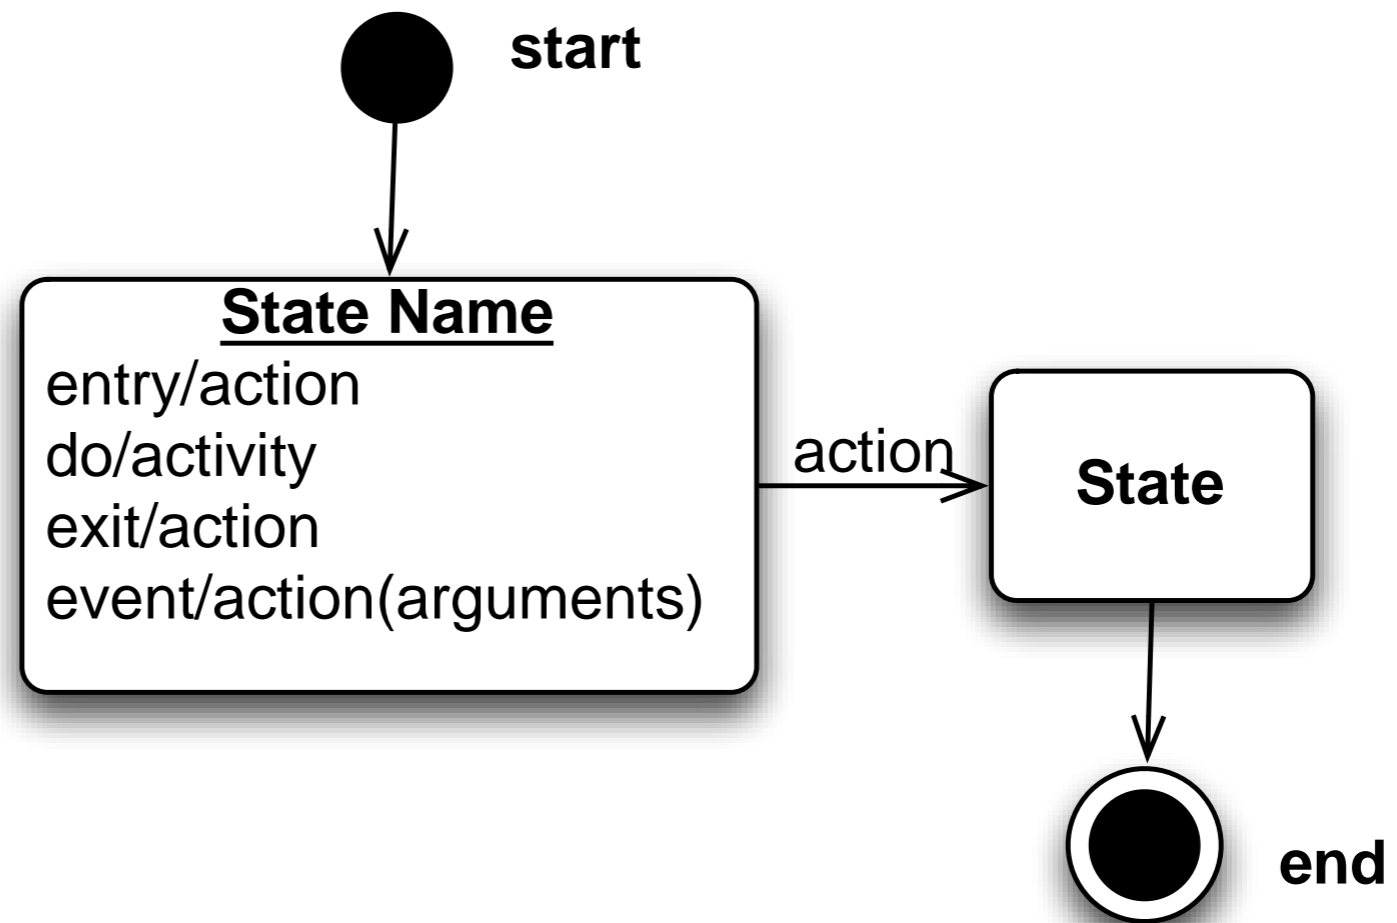 start
State Name
entry/action
do/activity
exit/action
event/action(arguments)
action
State
end